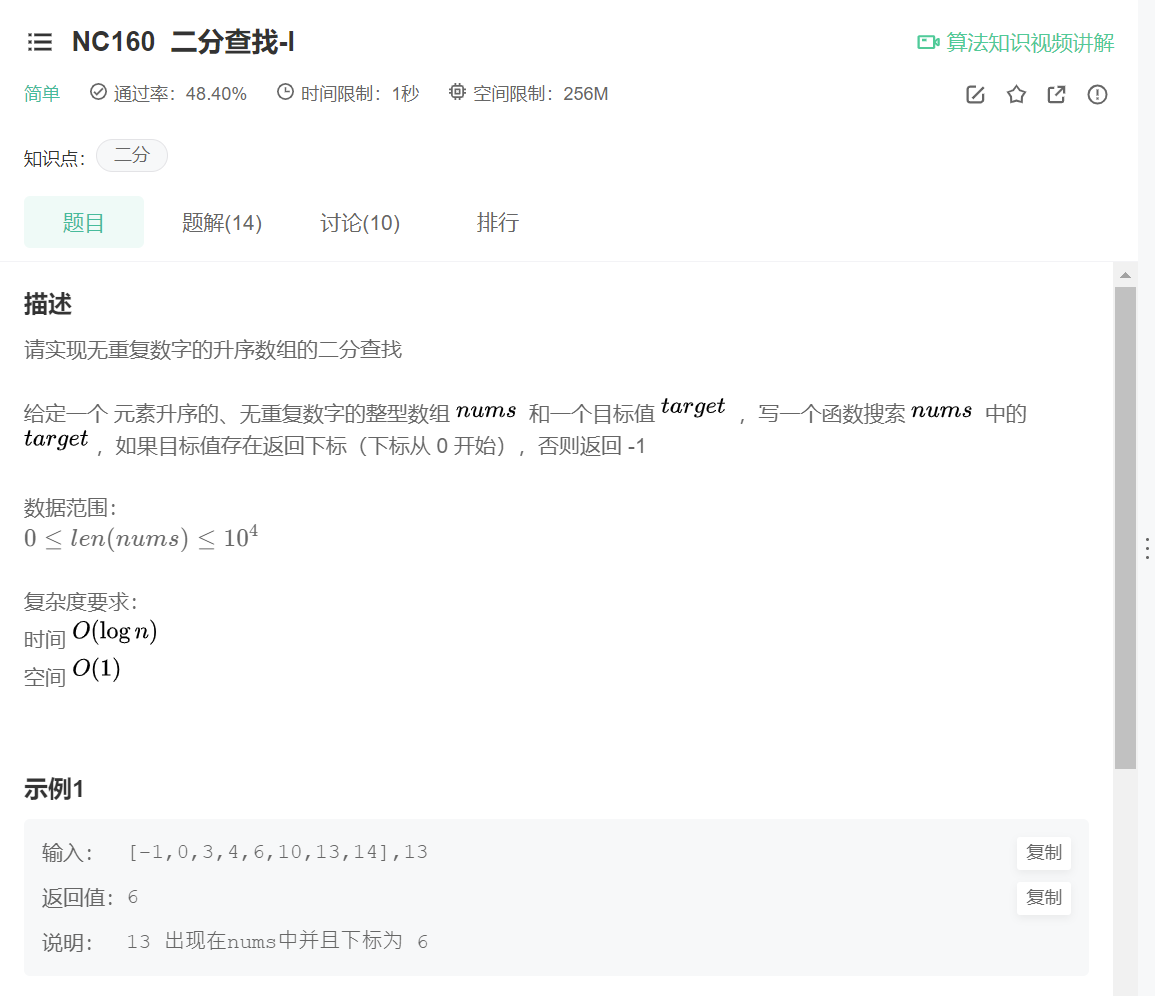 NC160 二分查找-I
算法知识视频讲解
简单 通过率：48.40% 时间限制：1秒 空间限制：256M
知识点： 二分
题目 题解(14) 讨论(10) 排行
描述
请实现无重复数字的升序数组的二分查找
给定一个 元素升序的、无重复数字的整型数组 nums 和一个目标值 target ，写一个函数搜索 nums 中的
target ，如果目标值存在返回下标（下标从 0 开始），否则返回 -1
数据范围：
0 ≤ len(nums) ≤ 10⁴
复杂度要求：
时间 O(log n)
空间 O(1)
示例1
输入： [-1,0,3,4,6,10,13,14],13 复制
返回值： 6 复制
说明： 13 出现在nums中并且下标为 6